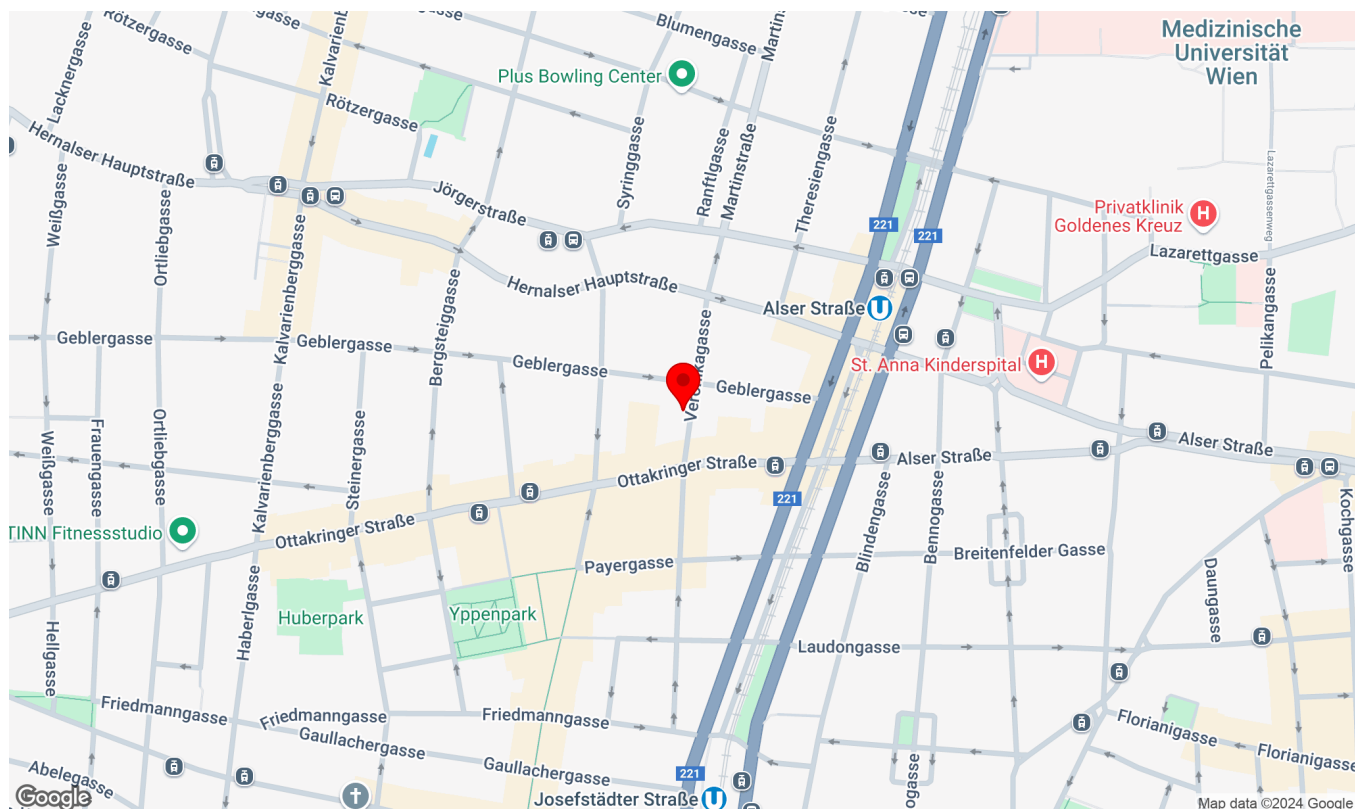 Blumengasse
Martinstraße
Medizinische
Universität
Wien
Rötzergasse
Lacknergasse
Kalvarienberggasse
Plus Bowling Center
Rötzergasse
Hernalser Hauptstraße
Syringgasse
Ranftlgasse
Martinstraße
Theresiengasse
Lazarettgassenweg
Jörgerstraße
Privatklinik
Goldenes Kreuz
Lazarettgasse
221
221
Weißgasse
Ortliebgasse
Kalvarienberggasse
Bergsteiggasse
Hernalser Hauptstraße
Alser Straße
Pelikangasse
Geblergasse
Geblergasse
Geblergasse
Geblergasse
St. Anna Kinderspital
Alser Straße
Alser Straße
Weißgasse
Frauengasse
Ortliebgasse
Steinergasse
Ottakringer Straße
221
Blindengasse
Bennogasse
Kochgasse
TINN Fitnessstudio
Ottakringer Straße
Payergasse
Breitenfelder Gasse
Haberlgasse
Huberpark
Yppenpark
Daungasse
Hellgasse
Laudongasse
Friedmanngasse
Friedmanngasse
Friedmanngasse
Florianigasse
Florianigasse
Gaullachergasse
Gaullachergasse
Abelegasse
221
Josefstädter Straße
Google
Map data ©2024 Google